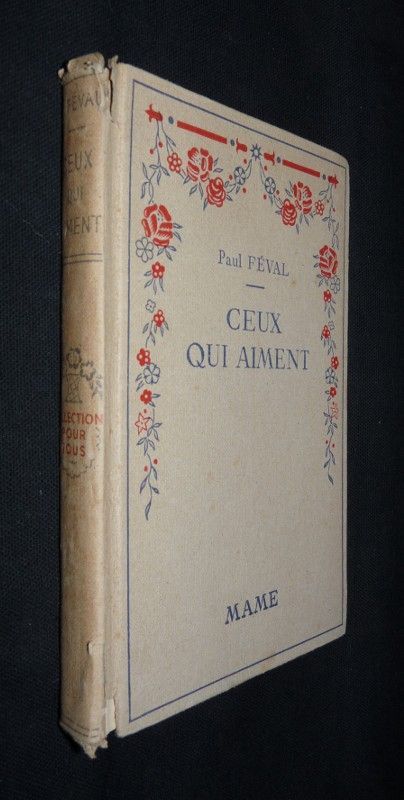 FÉVAL
CEUX
QUI
AIMENT
COLLECTION
POUR
TOUS
Paul FÉVAL
CEUX
QUI AIMENT
MAME